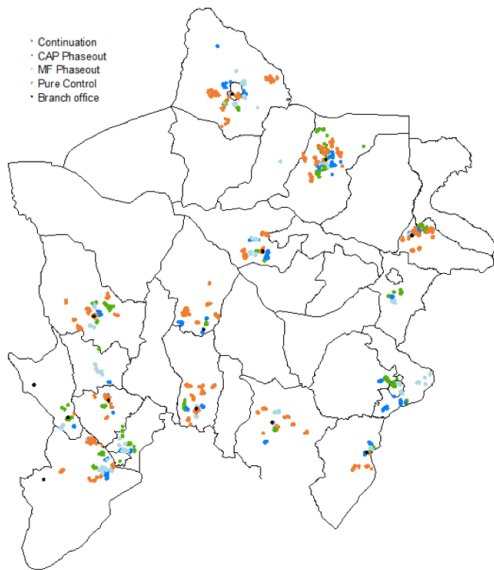 Continuation
CAP Phaseout
MF Phaseout
Pure Control
Branch office